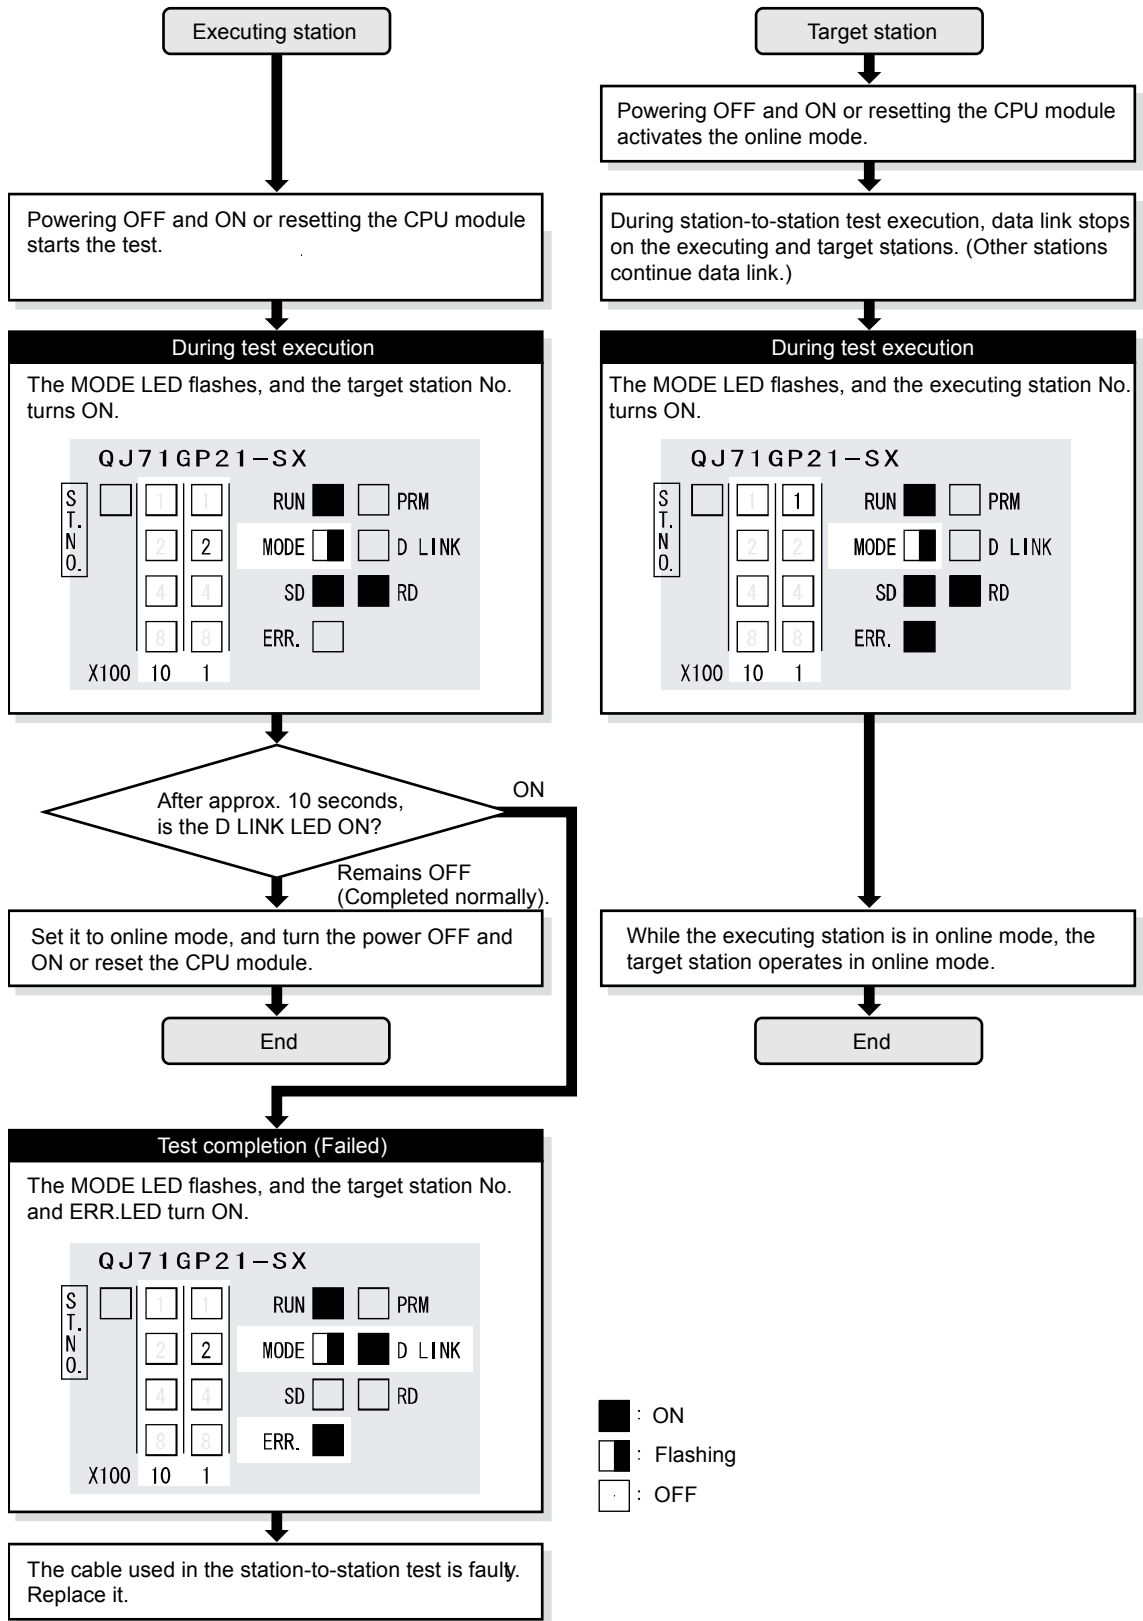 Executing station
Powering OFF and ON or resetting the CPU module
starts the test.
During test execution
The MODE LED flashes, and the target station No.
turns ON.
QJ71GP21-SX
ST.NO.
1 1 RUN PRM
2 2 MODE D LINK
4 4 SD RD
8 8 ERR.
X100 10 1
After approx. 10 seconds,
is the D LINK LED ON?
ON
Remains OFF
(Completed normally).
Set it to online mode, and turn the power OFF and
ON or reset the CPU module.
End
Test completion (Failed)
The MODE LED flashes, and the target station No.
and ERR.LED turn ON.
QJ71GP21-SX
ST.NO.
1 1 RUN PRM
2 2 MODE D LINK
4 4 SD RD
8 8 ERR.
X100 10 1
The cable used in the station-to-station test is faulty.
Replace it.
Target station
Powering OFF and ON or resetting the CPU module
activates the online mode.
During station-to-station test execution, data link stops
on the executing and target stations. (Other stations
continue data link.)
During test execution
The MODE LED flashes, and the executing station No.
turns ON.
QJ71GP21-SX
ST.NO.
1 1 RUN PRM
2 2 MODE D LINK
4 4 SD RD
8 8 ERR.
X100 10 1
While the executing station is in online mode, the
target station operates in online mode.
End
: ON
: Flashing
: OFF